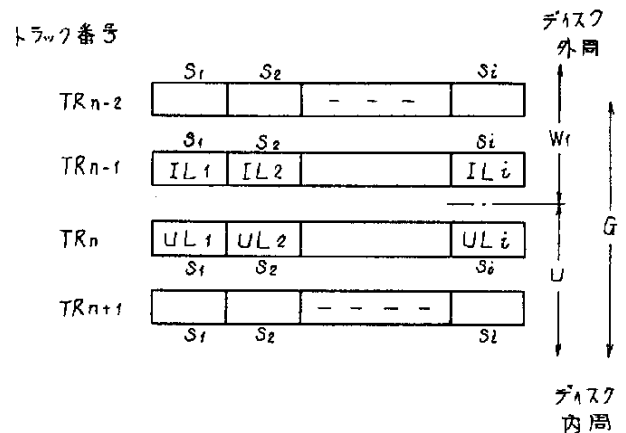 トラック番号
ディスク
外周
S1 S2 Si
TRn-2 - - -
S1 S2 Si
TRn-1 IL1 IL2 ILi
W1
G
TRn UL1 UL2 ULi
S1 S2 Si
U
TRn+1 - - - -
S1 S2 Si
ディスク
内周